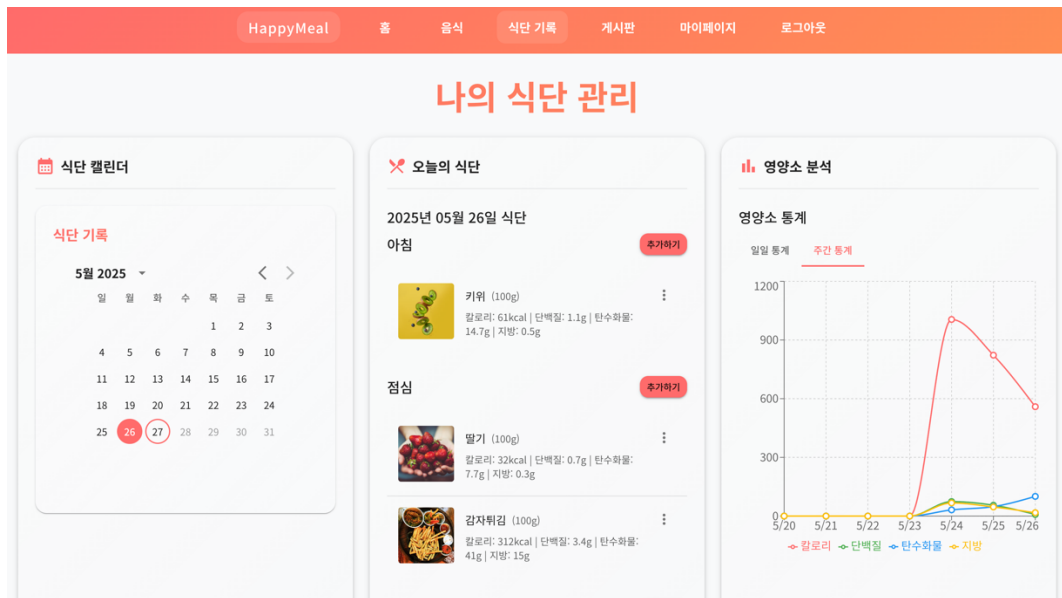 HappyMeal 홈 음식 식단 기록 게시판 마이페이지 로그아웃
나의 식단 관리
식단 캘린더
식단 기록
5월 2025
일 월 화 수 목 금 토
1 2 3
4 5 6 7 8 9 10
11 12 13 14 15 16 17
18 19 20 21 22 23 24
25 26 27 28 29 30 31
오늘의 식단
2025년 05월 26일 식단
아침 추가하기
키위 (100g)
칼로리: 61kcal | 단백질: 1.1g | 탄수화물:
14.7g | 지방: 0.5g
점심 추가하기
딸기 (100g)
칼로리: 32kcal | 단백질: 0.7g | 탄수화물:
7.7g | 지방: 0.3g
감자튀김 (100g)
칼로리: 312kcal | 단백질: 3.4g | 탄수화물:
41g | 지방: 15g
영양소 분석
영양소 통계
일일 통계 주간 통계
1200
900
600
300
0
5/20 5/21 5/22 5/23 5/24 5/25 5/26
칼로리 단백질 탄수화물 지방